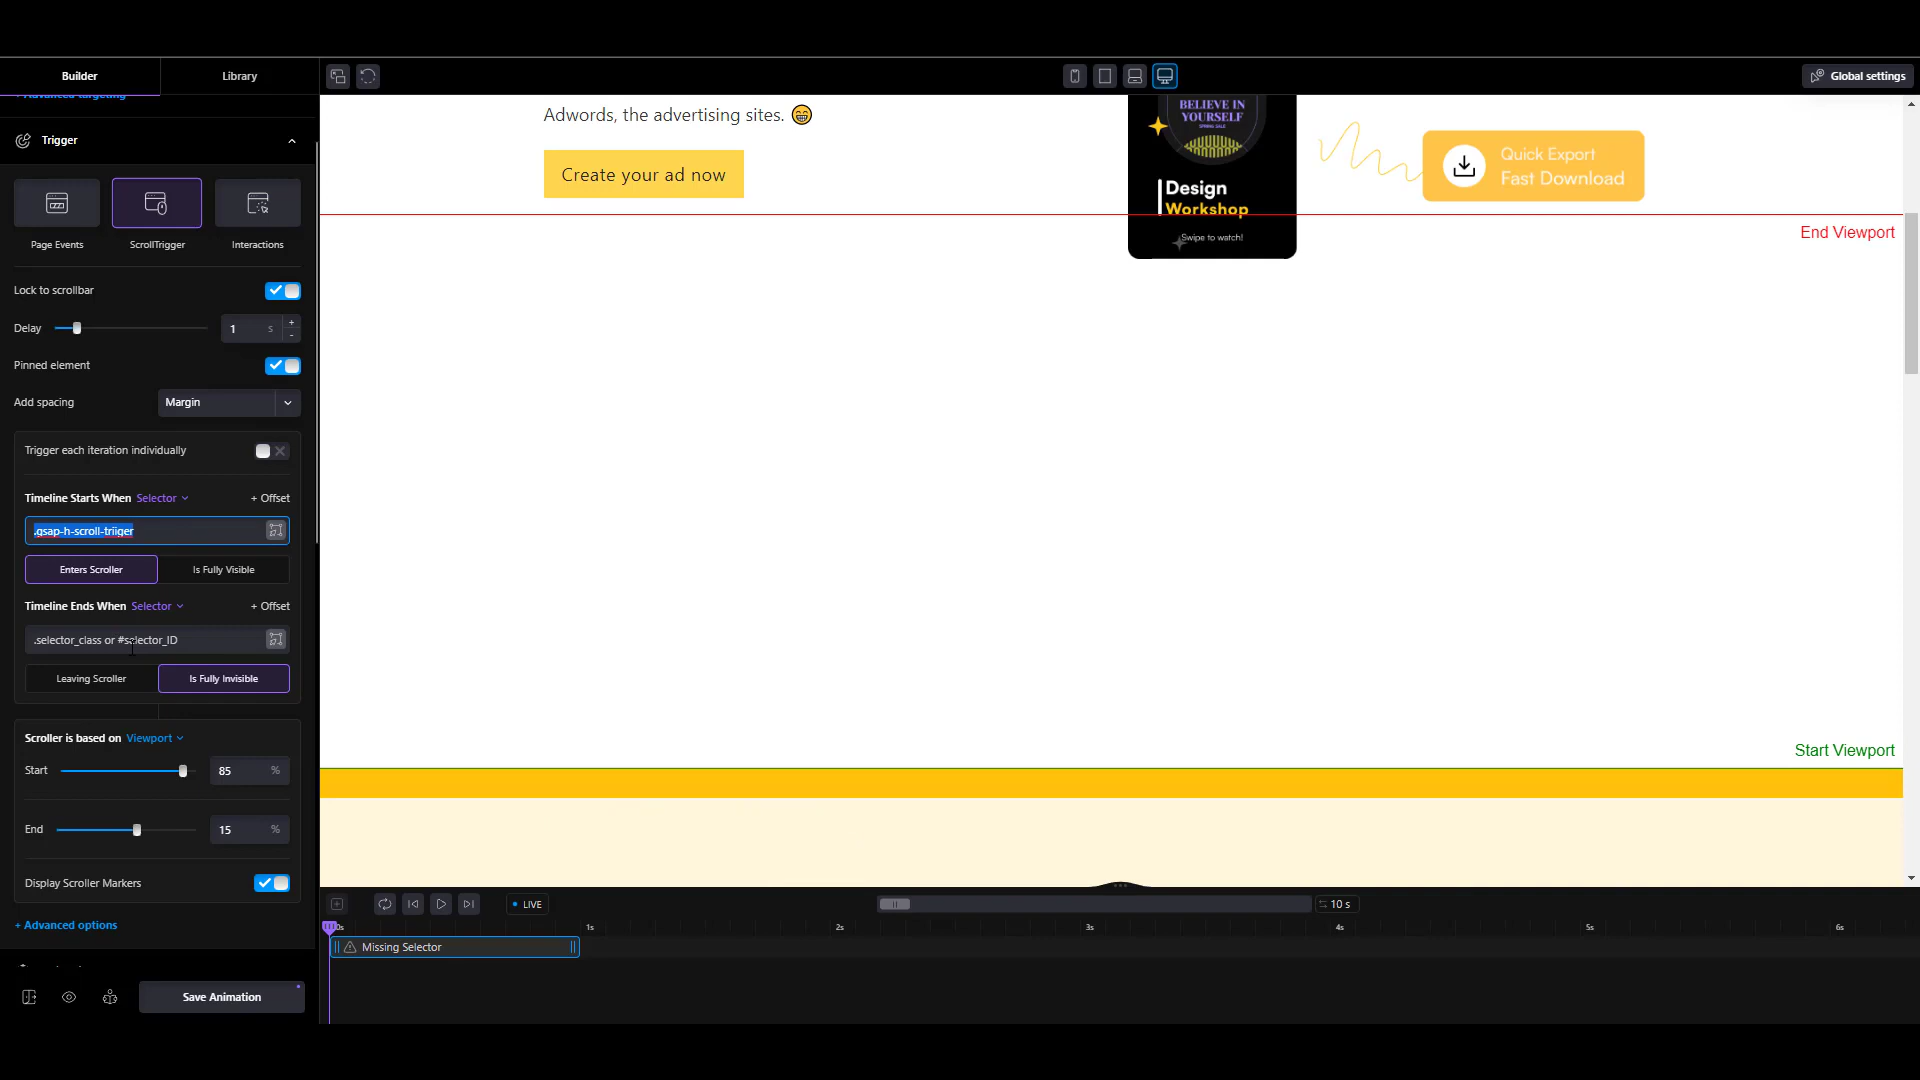 Builder
Library
Global settings
Advanced targeting
Trigger
Page Events
ScrollTrigger
Interactions
Lock to scrollbar
Delay
1 s
+
-
Pinned element
Add spacing
Margin
Trigger each iteration individually
Timeline Starts When Selector
+ Offset
.gsap-h-scroll-triiger
Enters Scroller
Is Fully Visible
Timeline Ends When Selector
+ Offset
.selector_class or #selector_ID
Leaving Scroller
Is Fully Invisible
Scroller is based on Viewport
Start
85 %
End
15 %
Display Scroller Markers
+ Advanced options
Save Animation
Adwords, the advertising sites. 😁
Create your ad now
BELIEVE IN
YOURSELF
SPRING SALE
Design
Workshop
Swipe to watch!
Quick Export
Fast Download
End Viewport
Start Viewport
LIVE
10 s
0s
1s
2s
3s
4s
5s
6s
Missing Selector